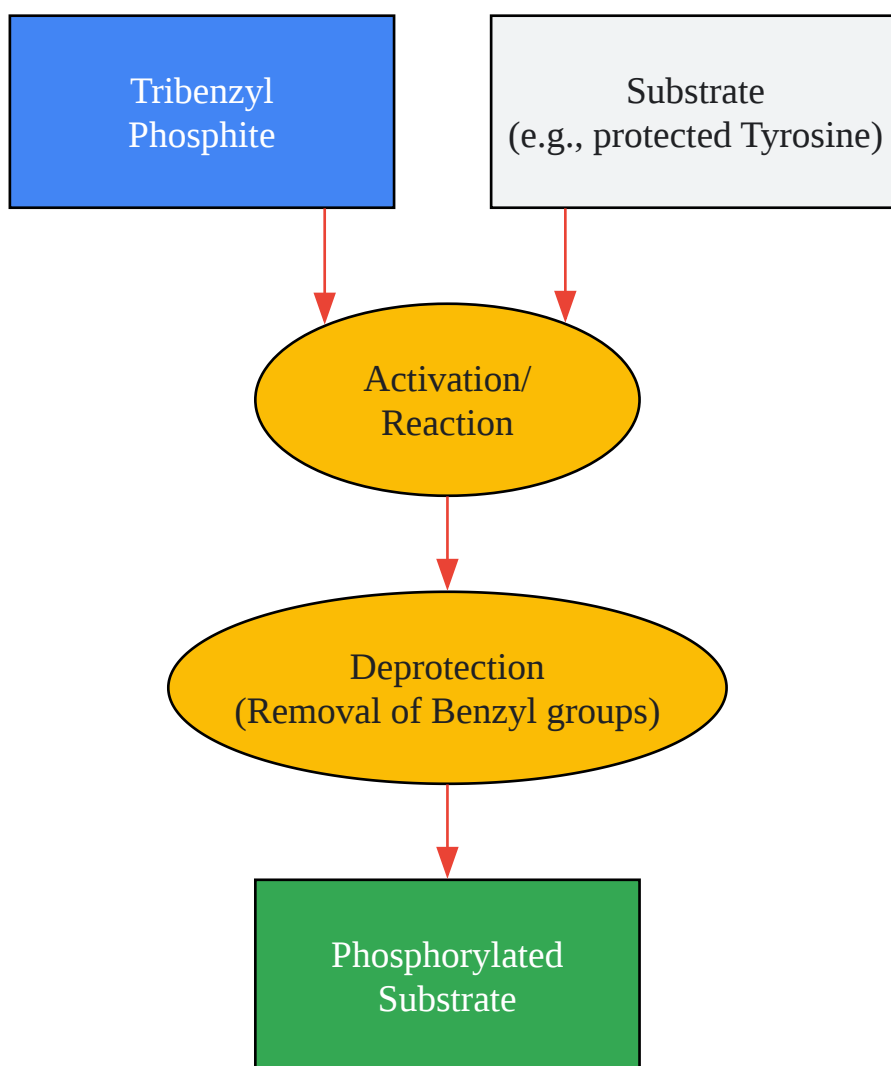 Tribenzyl
Phosphite
Substrate
(e.g., protected Tyrosine)
Activation/
Reaction
Deprotection
(Removal of Benzyl groups)
Phosphorylated
Substrate